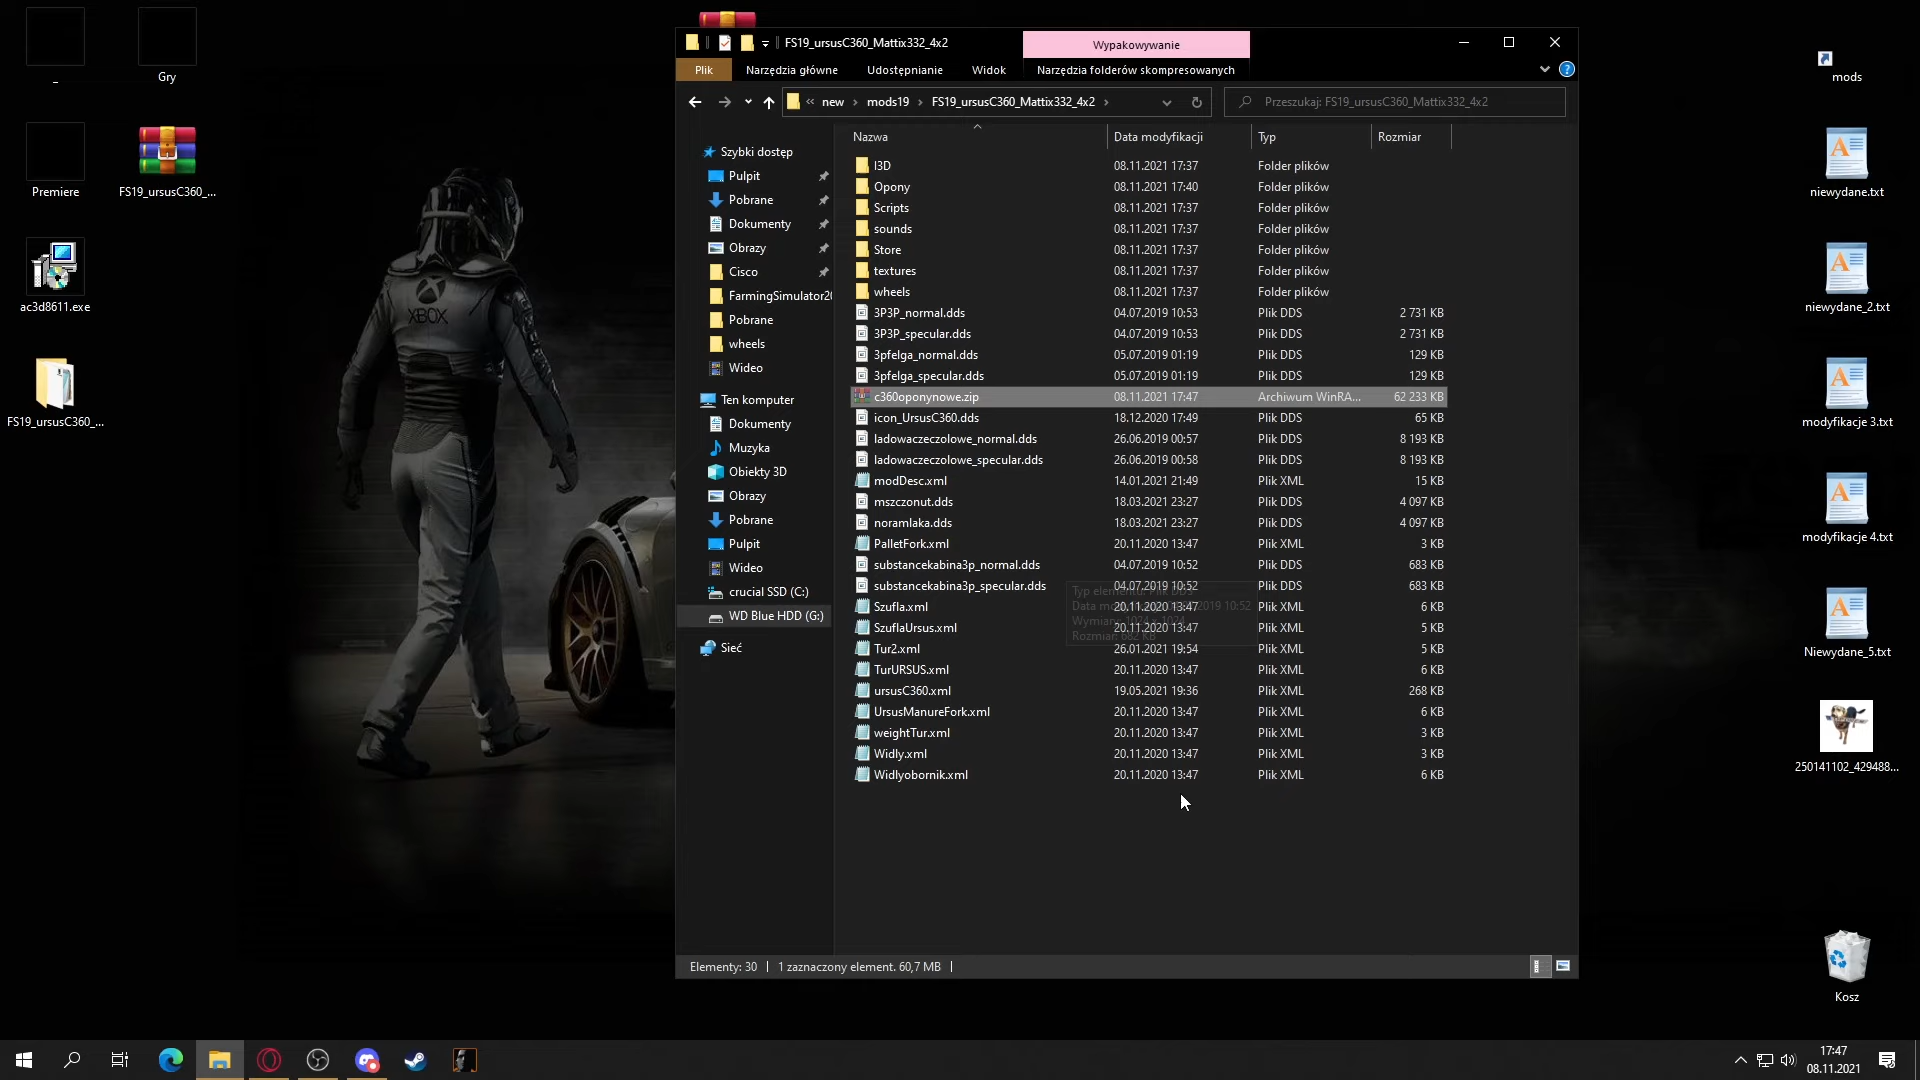 _
Gry
Premiere
FS19_ursusC360_...
ac3d8611.exe
FS19_ursusC360_...
XBOX
FS19_ursusC360_Mattix332_4x2
Wypakowywanie
Plik
Narzędzia główne
Udostępnianie
Widok
Narzędzia folderów skompresowanych
« new › mods19 › FS19_ursusC360_Mattix332_4x2 ›
Przeszukaj: FS19_ursusC360_Mattix332_4x2
Szybki dostęp
Pulpit
Pobrane
Dokumenty
Obrazy
Cisco
FarmingSimulator20
Pobrane
wheels
Wideo
Ten komputer
Dokumenty
Muzyka
Obiekty 3D
Obrazy
Pobrane
Pulpit
Wideo
crucial SSD (C:)
WD Blue HDD (G:)
Sieć
Nazwa Data modyfikacji Typ Rozmiar
I3D 08.11.2021 17:37 Folder plików
Opony 08.11.2021 17:40 Folder plików
Scripts 08.11.2021 17:37 Folder plików
sounds 08.11.2021 17:37 Folder plików
Store 08.11.2021 17:37 Folder plików
textures 08.11.2021 17:37 Folder plików
wheels 08.11.2021 17:37 Folder plików
3P3P_normal.dds 04.07.2019 10:53 Plik DDS 2 731 KB
3P3P_specular.dds 04.07.2019 10:53 Plik DDS 2 731 KB
3pfelga_normal.dds 05.07.2019 01:19 Plik DDS 129 KB
3pfelga_specular.dds 05.07.2019 01:19 Plik DDS 129 KB
c360oponynowe.zip 08.11.2021 17:47 Archiwum WinRA... 62 233 KB
icon_UrsusC360.dds 18.12.2020 17:49 Plik DDS 65 KB
ladowaczeczolowe_normal.dds 26.06.2019 00:57 Plik DDS 8 193 KB
ladowaczeczolowe_specular.dds 26.06.2019 00:58 Plik DDS 8 193 KB
modDesc.xml 14.01.2021 21:49 Plik XML 15 KB
mszczonut.dds 18.03.2021 23:27 Plik DDS 4 097 KB
noramlaka.dds 18.03.2021 23:27 Plik DDS 4 097 KB
PalletFork.xml 20.11.2020 13:47 Plik XML 3 KB
substancekabina3p_normal.dds 04.07.2019 10:52 Plik DDS 683 KB
substancekabina3p_specular.dds 04.07.2019 10:52 Plik DDS 683 KB
Szufla.xml 20.11.2020 13:47 Plik XML 6 KB
SzuflaUrsus.xml 20.11.2020 13:47 Plik XML 5 KB
Tur2.xml 26.01.2021 19:54 Plik XML 5 KB
TurURSUS.xml 20.11.2020 13:47 Plik XML 6 KB
ursusC360.xml 19.05.2021 19:36 Plik XML 268 KB
UrsusManureFork.xml 20.11.2020 13:47 Plik XML 6 KB
weightTur.xml 20.11.2020 13:47 Plik XML 3 KB
Widly.xml 20.11.2020 13:47 Plik XML 3 KB
Widlyobornik.xml 20.11.2020 13:47 Plik XML 6 KB
Typ elementu: Plik DDS
2019 10:52
Rozmiar: 682 KB
Elementy: 30
1 zaznaczony element. 60,7 MB
mods
niewydane.txt
niewydane_2.txt
modyfikacje 3.txt
modyfikacje 4.txt
Niewydane_5.txt
250141102_429488...
Kosz
17:47
08.11.2021